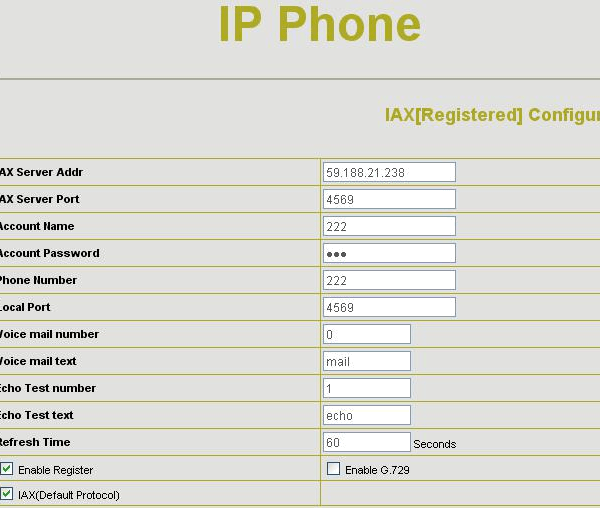 IP Phone
IAX[Registered] Configur
AX Server Addr 59.188.21.238
AX Server Port 4569
Account Name 222
Account Password •••
Phone Number 222
Local Port 4569
Voice mail number 0
Voice mail text mail
Echo Test number 1
Echo Test text echo
Refresh Time 60 Seconds
Enable Register Enable G.729
IAX(Default Protocol)